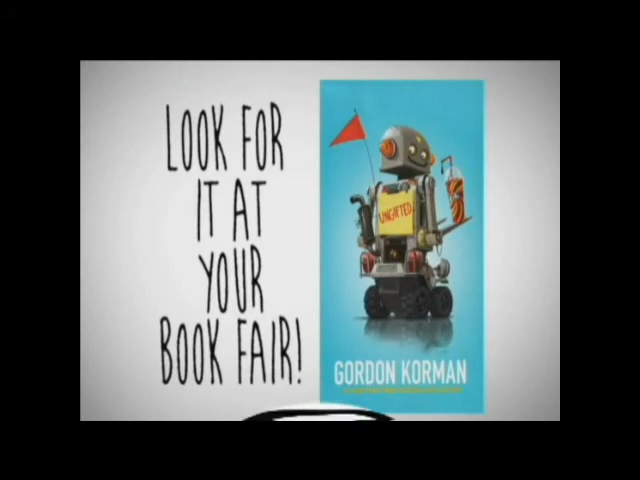 LOOK FOR
IT AT
YOUR
BOOK FAIR!
UNGIFTED
GORDON KORMAN